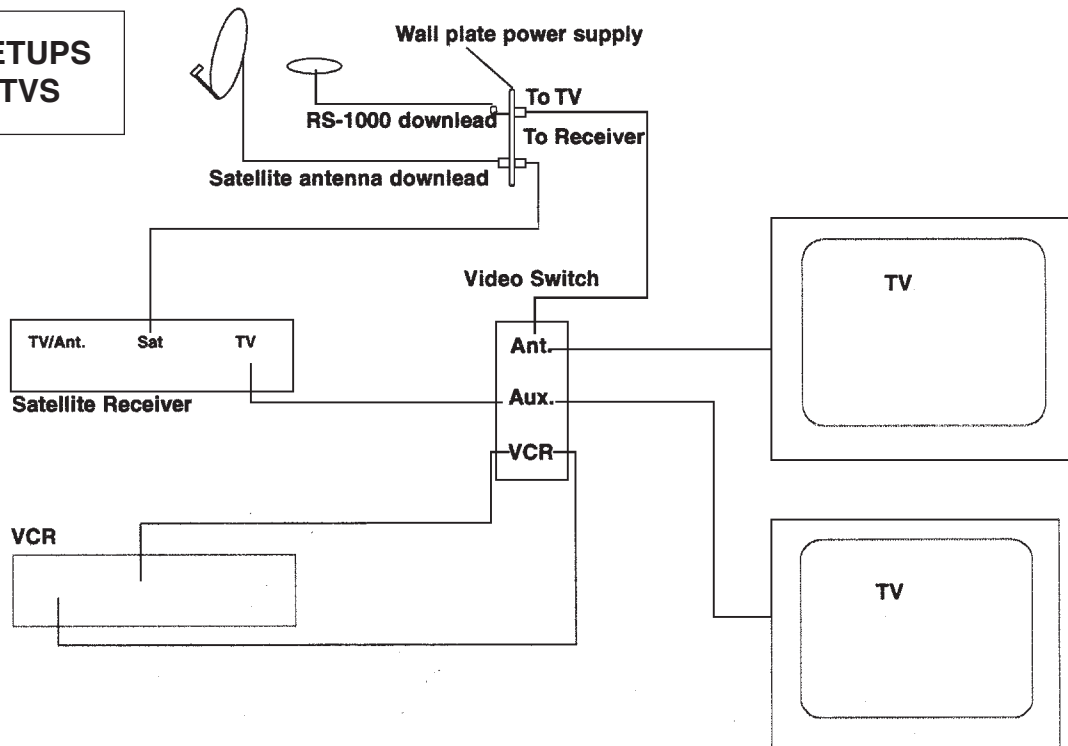 TVS
Wall plate power supply
To TV
RS-1000 downlead
To Receiver
Satellite antenna downlead
Video Switch
TV
TV/Ant.
Sat
TV
Ant.
Satellite Receiver
Aux.
VCR
VCR
TV